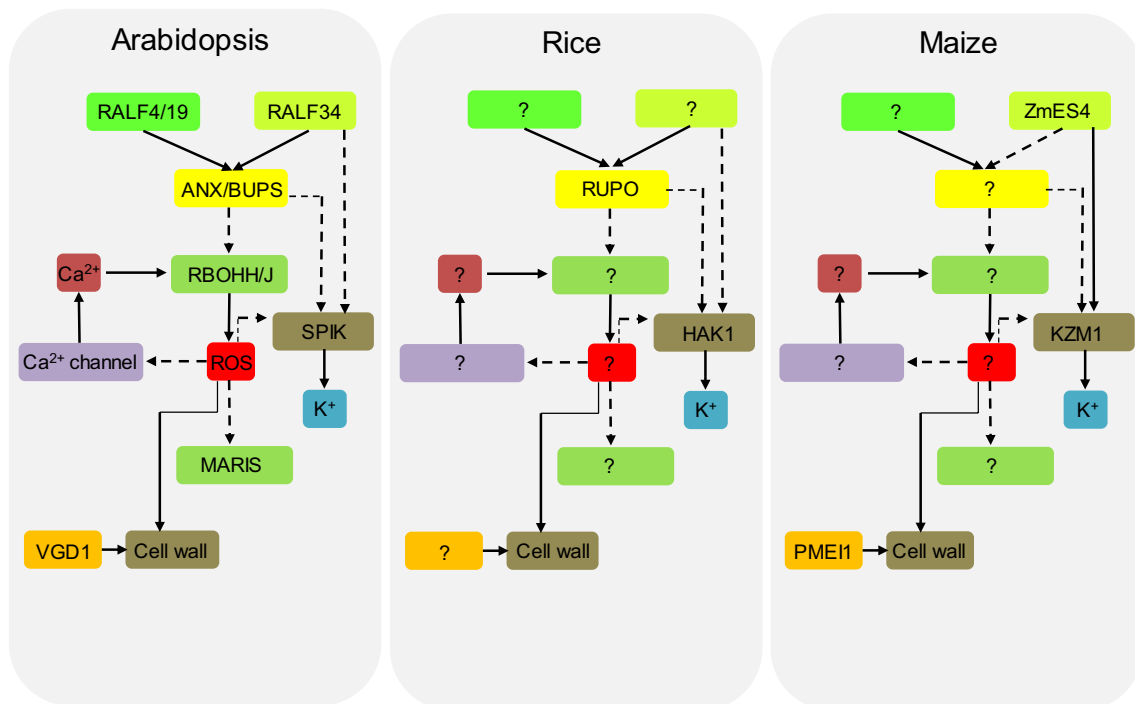 Arabidopsis
RALF4/19
RALF34
ANX/BUPS
Ca²⁺
RBOHH/J
SPIK
Ca²⁺ channel
ROS
K⁺
MARIS
VGD1
Cell wall
Rice
?
?
RUPO
?
?
HAK1
?
?
K⁺
?
?
Cell wall
Maize
?
ZmES4
?
?
?
KZM1
?
?
K⁺
?
PMEI1
Cell wall